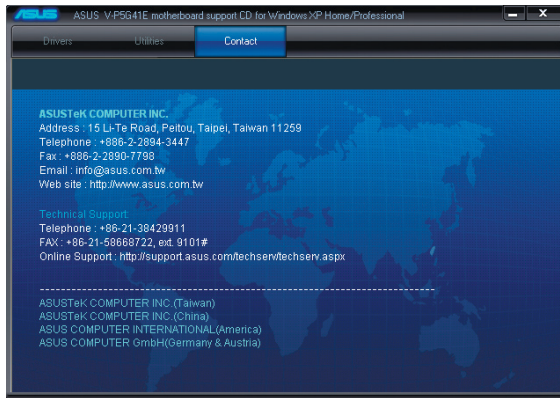 ASUS ASUS V-P5G41E motherboard support CD for Windows XP Home/Professional
Drivers Utilities Contact
ASUSTeK COMPUTER INC.
Address : 15 Li-Te Road, Peitou, Taipei, Taiwan 11259
Telephone : +886-2-2894-3447
Fax : +886-2-2890-7798
Email : info@asus.com.tw
Web site : http://www.asus.com.tw
Technical Support
Telephone : +86-21-38429911
FAX : +86-21-58668722, ext. 9101#
Online Support : http://support.asus.com/techserv/techserv.aspx
ASUSTeK COMPUTER INC.(Taiwan)
ASUSTeK COMPUTER INC.(China)
ASUS COMPUTER INTERNATIONAL(America)
ASUS COMPUTER GmbH(Germany & Austria)